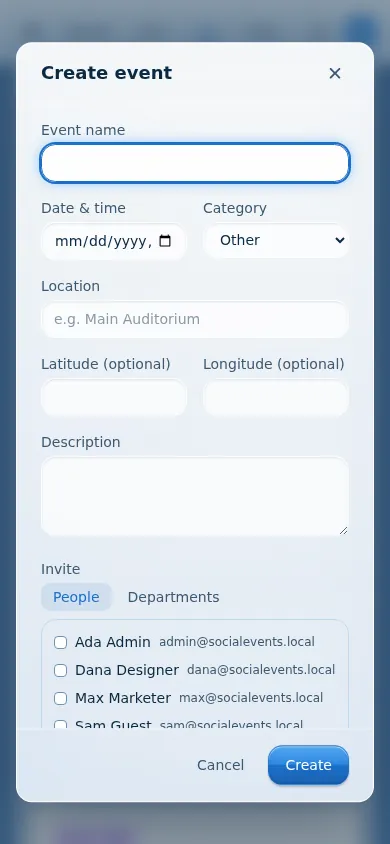 Create event
Event name
Date & time Category
mm/dd/yyyy, Other
Location
e.g. Main Auditorium
Latitude (optional) Longitude (optional)
Description
Invite
People Departments
Ada Admin admin@socialevents.local
Dana Designer dana@socialevents.local
Max Marketer max@socialevents.local
Sam Guest sam@socialevents.local
Cancel Create